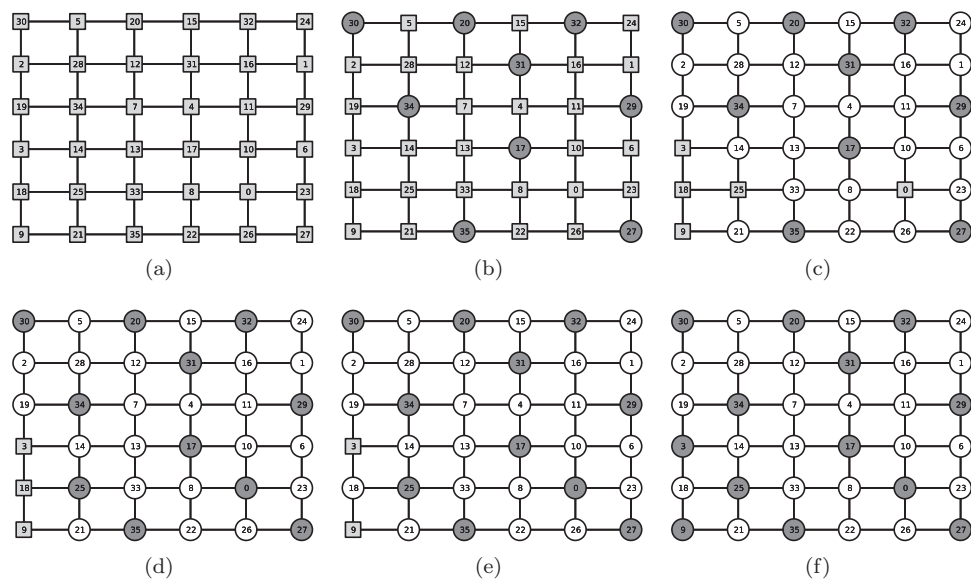 30 5 20 15 32 24
2 28 12 31 16 1
19 34 7 4 11 29
3 14 13 17 10 6
18 25 33 8 0 23
9 21 35 22 26 27
(a)
30 5 20 15 32 24
2 28 12 31 16 1
19 34 7 4 11 29
3 14 13 17 10 6
18 25 33 8 0 23
9 21 35 22 26 27
(b)
30 5 20 15 32 24
2 28 12 31 16 1
19 34 7 4 11 29
3 14 13 17 10 6
18 25 33 8 0 23
9 21 35 22 26 27
(c)
30 5 20 15 32 24
2 28 12 31 16 1
19 34 7 4 11 29
3 14 13 17 10 6
18 25 33 8 0 23
9 21 35 22 26 27
(d)
30 5 20 15 32 24
2 28 12 31 16 1
19 34 7 4 11 29
3 14 13 17 10 6
18 25 33 8 0 23
9 21 35 22 26 27
(e)
30 5 20 15 32 24
2 28 12 31 16 1
19 34 7 4 11 29
3 14 13 17 10 6
18 25 33 8 0 23
9 21 35 22 26 27
(f)